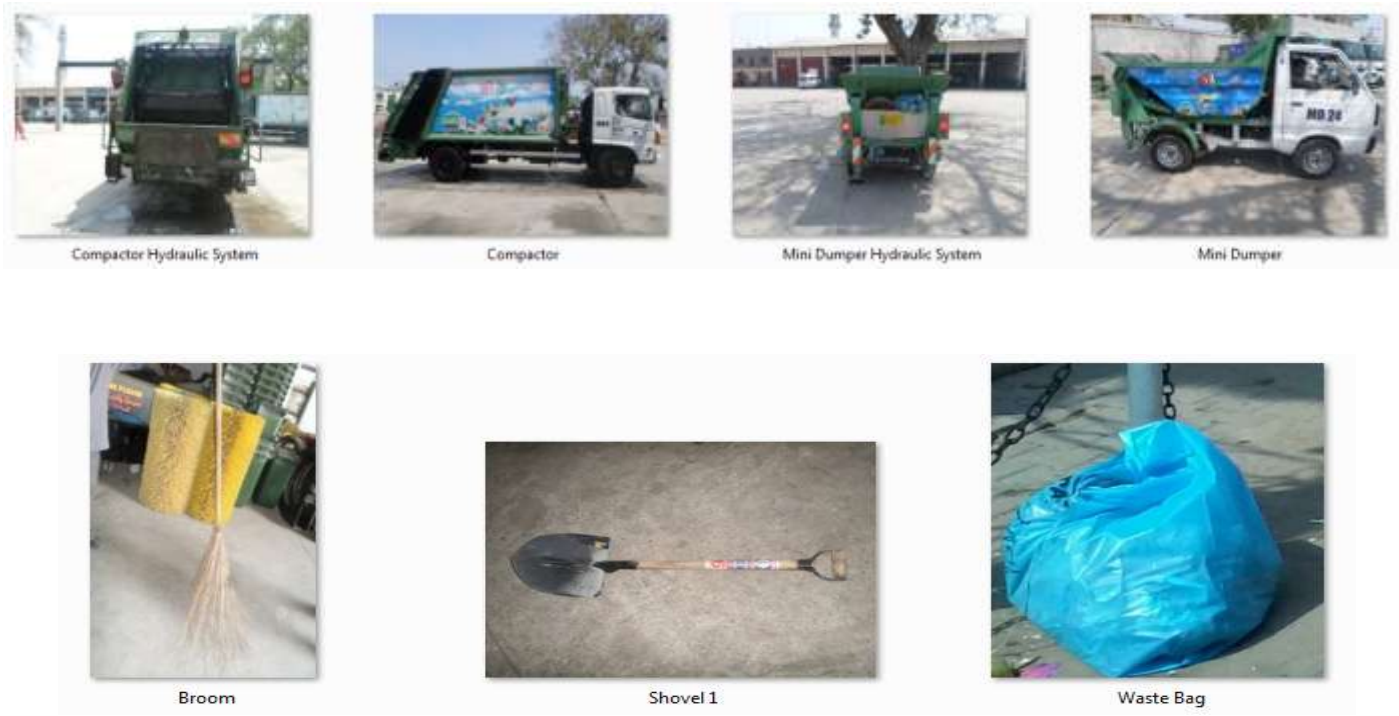 Compactor Hydraulic System
Compactor
Mini Dumper Hydraulic System
Mini Dumper
MD 24
Broom
Shovel 1
Waste Bag